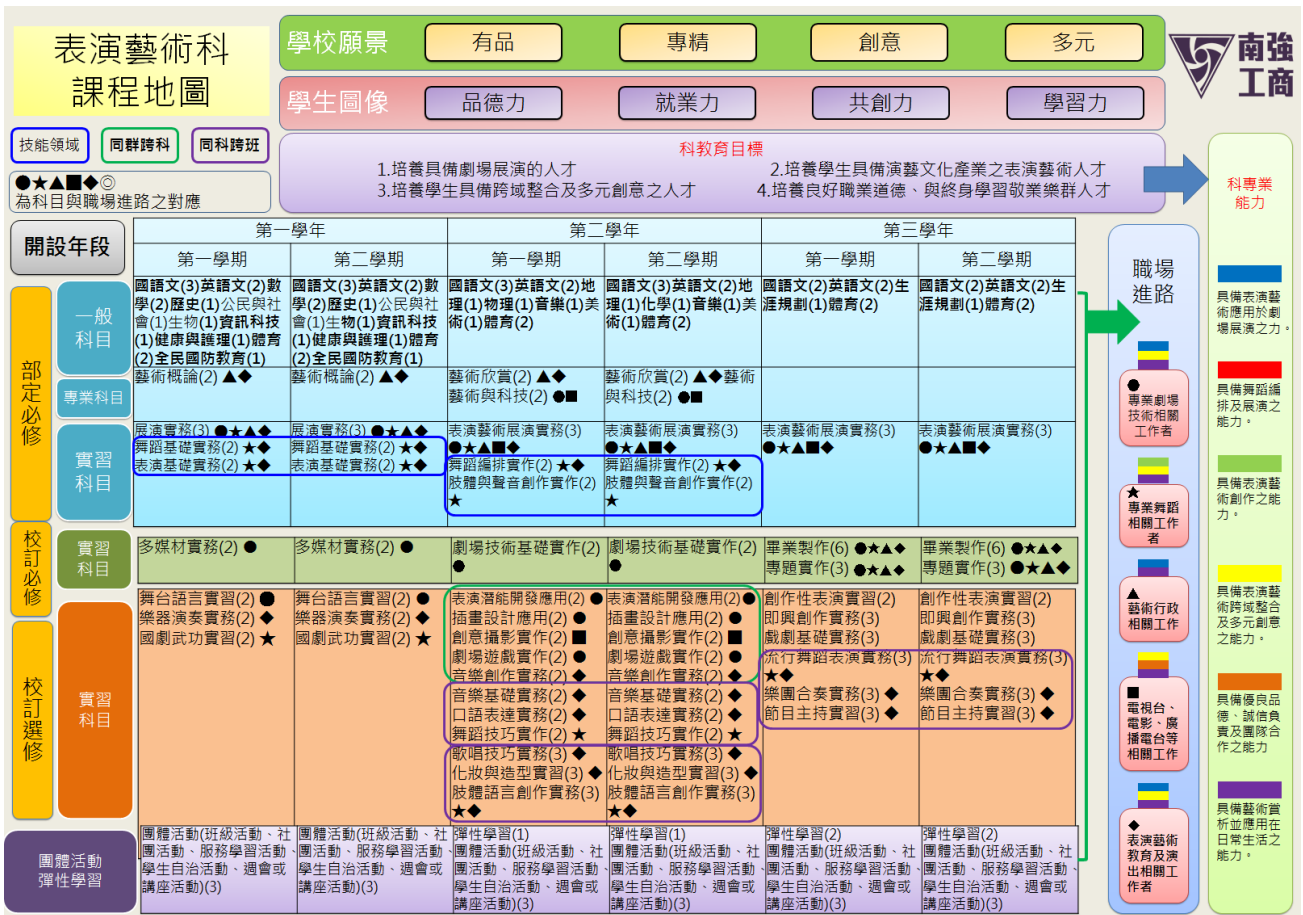 表演藝術科
課程地圖
學校願景
有品
專精
創意
多元
南強
工商
學生圖像
品德力
就業力
共創力
學習力
技能領域
同群跨科
同科跨班
●★▲■◆◎
為科目與職場進路之對應
科教育目標
1.培養具備劇場展演的人才
2.培養學生具備演藝文化產業之表演藝術人才
3.培養學生具備跨域整合及多元創意之人才
4.培養良好職業道德、與終身學習敬業樂群人才
開設年段
第一學年
第二學年
第三學年
第一學期
第二學期
第一學期
第二學期
第一學期
第二學期
部定必修
一般
科目
國語文(3)英語文(2)數
學(2)歷史(1)公民與社
會(1)生物(1)資訊科技
(1)健康與護理(1)體育
(2)全民國防教育(1)
國語文(3)英語文(2)數
學(2)歷史(1)公民與社
會(1)生物(1)資訊科技
(1)健康與護理(1)體育
(2)全民國防教育(1)
國語文(3)英語文(2)地
理(1)物理(1)音樂(1)美
術(1)體育(2)
國語文(3)英語文(2)地
理(1)化學(1)音樂(1)美
術(1)體育(2)
國語文(2)英語文(2)生
涯規劃(1)體育(2)
國語文(2)英語文(2)生
涯規劃(1)體育(2)
專業科目
藝術概論(2) ▲◆
藝術概論(2) ▲◆
藝術欣賞(2) ▲◆
藝術與科技(2) ●■
藝術欣賞(2) ▲◆藝術
與科技(2) ●■
實習
科目
展演實務(3) ●★▲◆
舞蹈基礎實務(2) ★◆
表演基礎實務(2) ★◆
展演實務(3) ●★▲◆
舞蹈基礎實務(2) ★◆
表演基礎實務(2) ★◆
表演藝術展演實務(3)
●★▲■◆
舞蹈編排實作(2) ★◆
肢體與聲音創作實作(2)
★
表演藝術展演實務(3)
●★▲■◆
舞蹈編排實作(2) ★◆
肢體與聲音創作實作(2)
★
表演藝術展演實務(3)
●★▲■◆
表演藝術展演實務(3)
●★▲■◆
校訂必修
實習
科目
多媒材實務(2) ●
多媒材實務(2) ●
劇場技術基礎實作(2)
●
劇場技術基礎實作(2)
●
畢業製作(6) ●★▲◆
專題實作(3) ●★▲◆
畢業製作(6) ●★▲◆
專題實作(3) ●★▲◆
校訂選修
實習
科目
舞台語言實習(2) ●
樂器演奏實務(2) ◆
國劇武功實習(2) ★
舞台語言實習(2) ●
樂器演奏實務(2) ◆
國劇武功實習(2) ★
表演潛能開發應用(2) ●
插畫設計應用(2) ●
創意攝影實作(2) ■
劇場遊戲實作(2) ●
音樂創作實務(2) ◆
音樂基礎實務(2) ◆
口語表達實務(2) ◆
舞蹈技巧實作(2) ★
歌唱技巧實務(3) ◆
化妝與造型實習(3) ◆
肢體語言創作實務(3)
★◆
表演潛能開發應用(2) ●
插畫設計應用(2) ●
創意攝影實作(2) ■
劇場遊戲實作(2) ●
音樂創作實務(2) ◆
音樂基礎實務(2) ◆
口語表達實務(2) ◆
舞蹈技巧實作(2) ★
歌唱技巧實務(3) ◆
化妝與造型實習(3) ◆
肢體語言創作實務(3)
★◆
創作性表演實習(2)
即興創作實務(3)
戲劇基礎實務(3)
流行舞蹈表演實務(3)
★◆
樂團合奏實務(3) ◆
節目主持實習(3) ◆
創作性表演實習(2)
即興創作實務(3)
戲劇基礎實務(3)
流行舞蹈表演實務(3)
★◆
樂團合奏實務(3) ◆
節目主持實習(3) ◆
團體活動
彈性學習
團體活動(班級活動、社
團活動、服務學習活動、
學生自治活動、週會或
講座活動)(3)
團體活動(班級活動、社
團活動、服務學習活動、
學生自治活動、週會或
講座活動)(3)
彈性學習(1)
團體活動(班級活動、社
團活動、服務學習活動、
學生自治活動、週會或
講座活動)(3)
彈性學習(1)
團體活動(班級活動、社
團活動、服務學習活動、
學生自治活動、週會或
講座活動)(3)
彈性學習(2)
團體活動(班級活動、社
團活動、服務學習活動、
學生自治活動、週會或
講座活動)(3)
彈性學習(2)
團體活動(班級活動、社
團活動、服務學習活動、
學生自治活動、週會或
講座活動)(3)
職場
進路
●
專業劇場
技術相關
工作者
★
專業舞蹈
相關工作
者
▲
藝術行政
相關工作
■
電視台、
電影、廣
播電台等
相關工作
◆
表演藝術
教育及演
出相關工
作者
科專業
能力
具備表演藝
術應用於劇
場展演之力。
具備舞蹈編
排及展演之
能力。
具備表演藝
術創作之能
力。
具備表演藝
術跨域整合
及多元創意
之能力。
具備優良品
德、誠信負
責及團隊合
作之能力
具備藝術賞
析並應用在
日常生活之
能力。